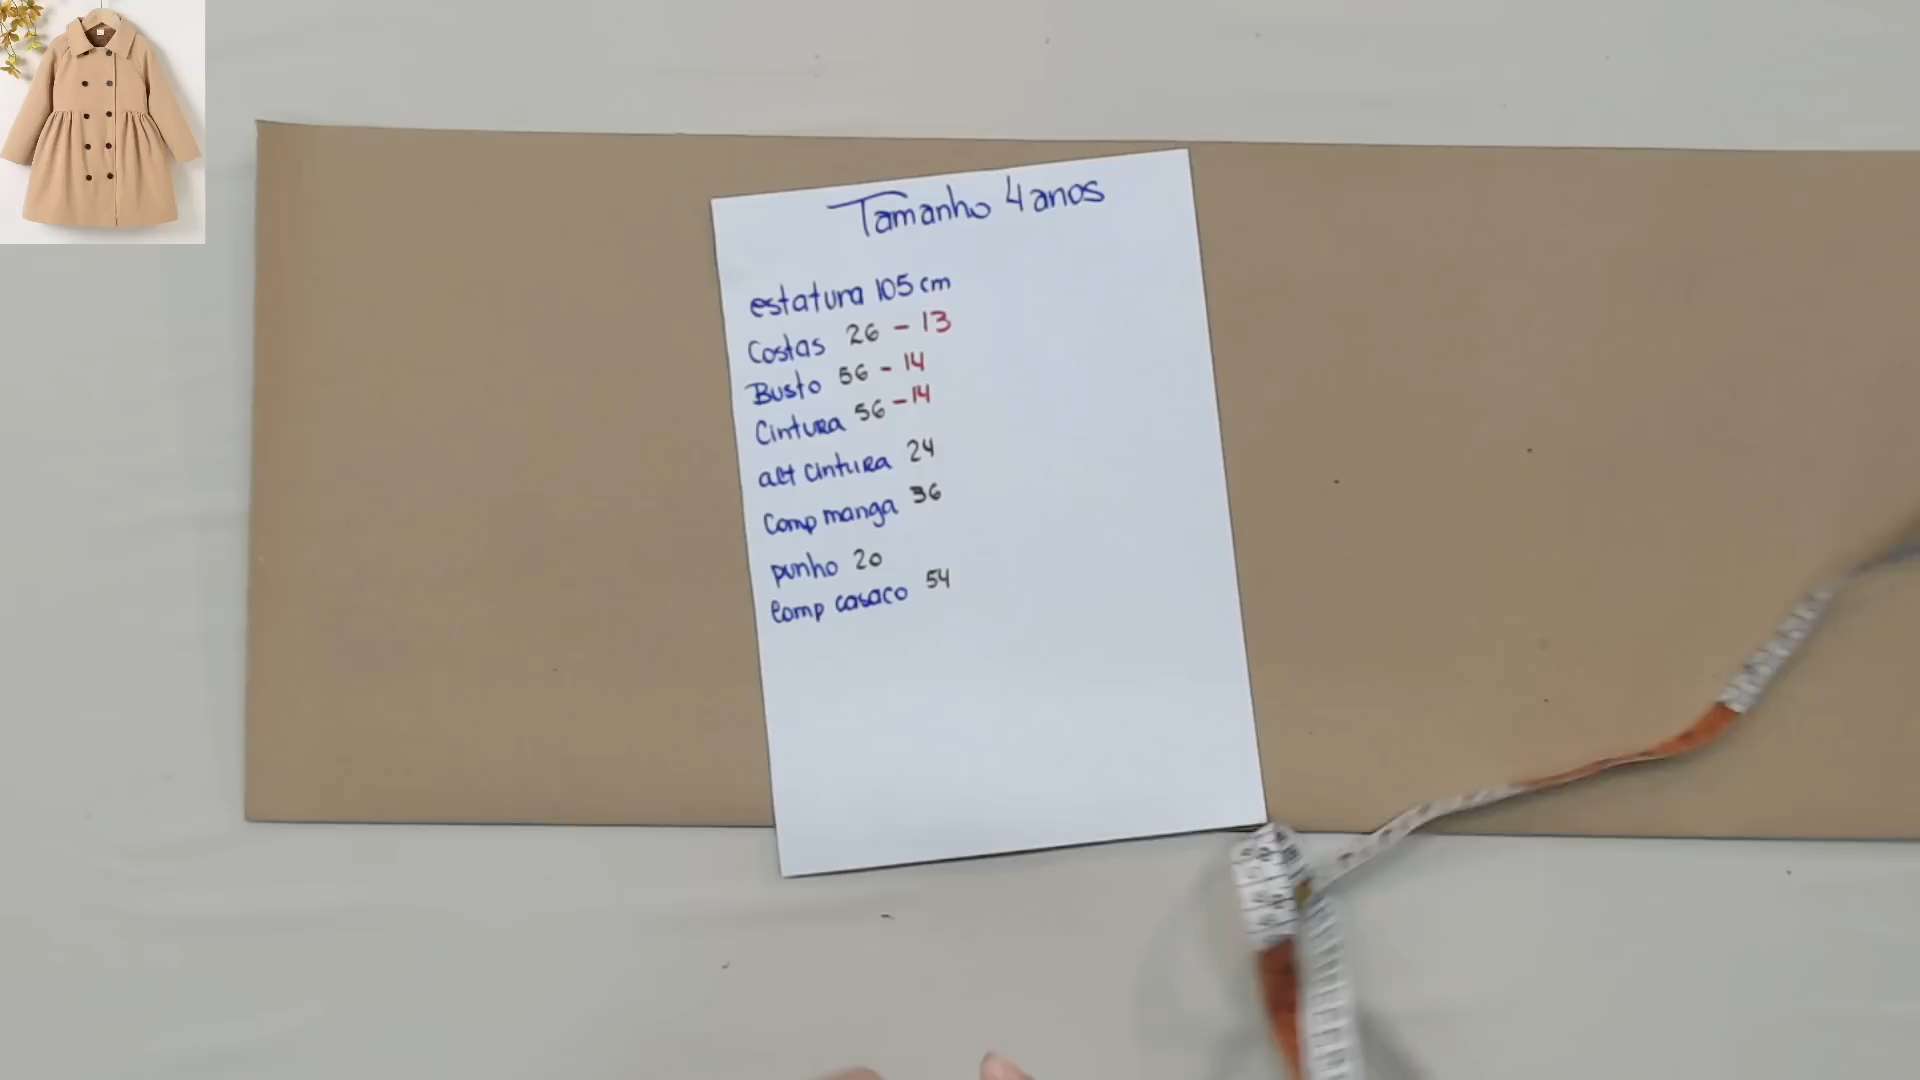 Tamanho 4 anos
estatura 105 cm
Costas 26 - 13
Busto 56 - 14
Cintura 56 - 14
alt cintura 24
Comp manga 36
punho 20
Comp casaco 54